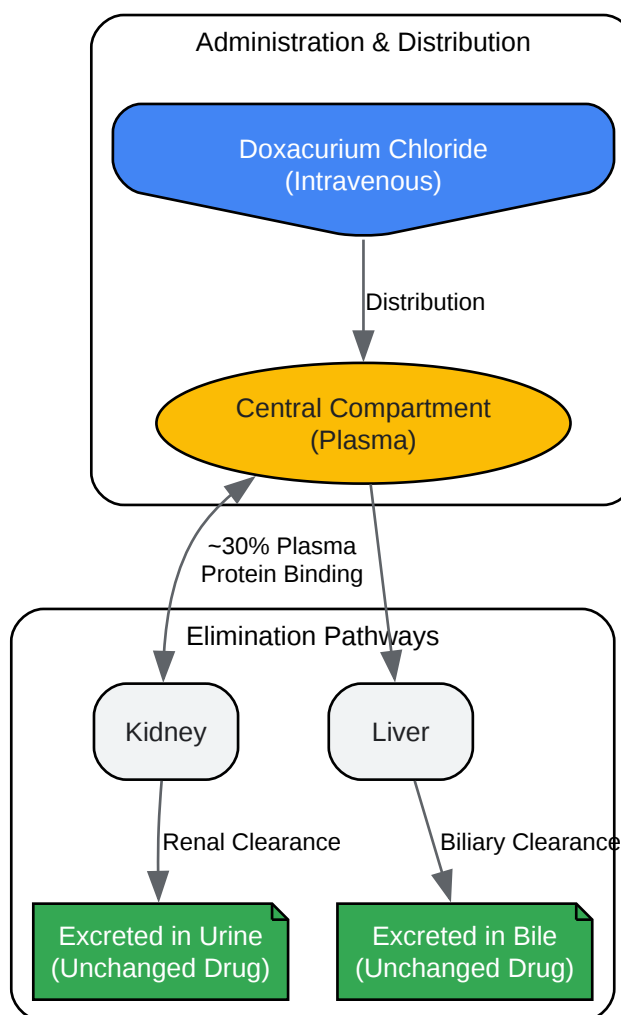 Administration & Distribution
Doxacurium Chloride
(Intravenous)
Distribution
Central Compartment
(Plasma)
~30% Plasma
Protein Binding
Elimination Pathways
Kidney
Liver
Renal Clearance
Biliary Clearance
Excreted in Urine
(Unchanged Drug)
Excreted in Bile
(Unchanged Drug)